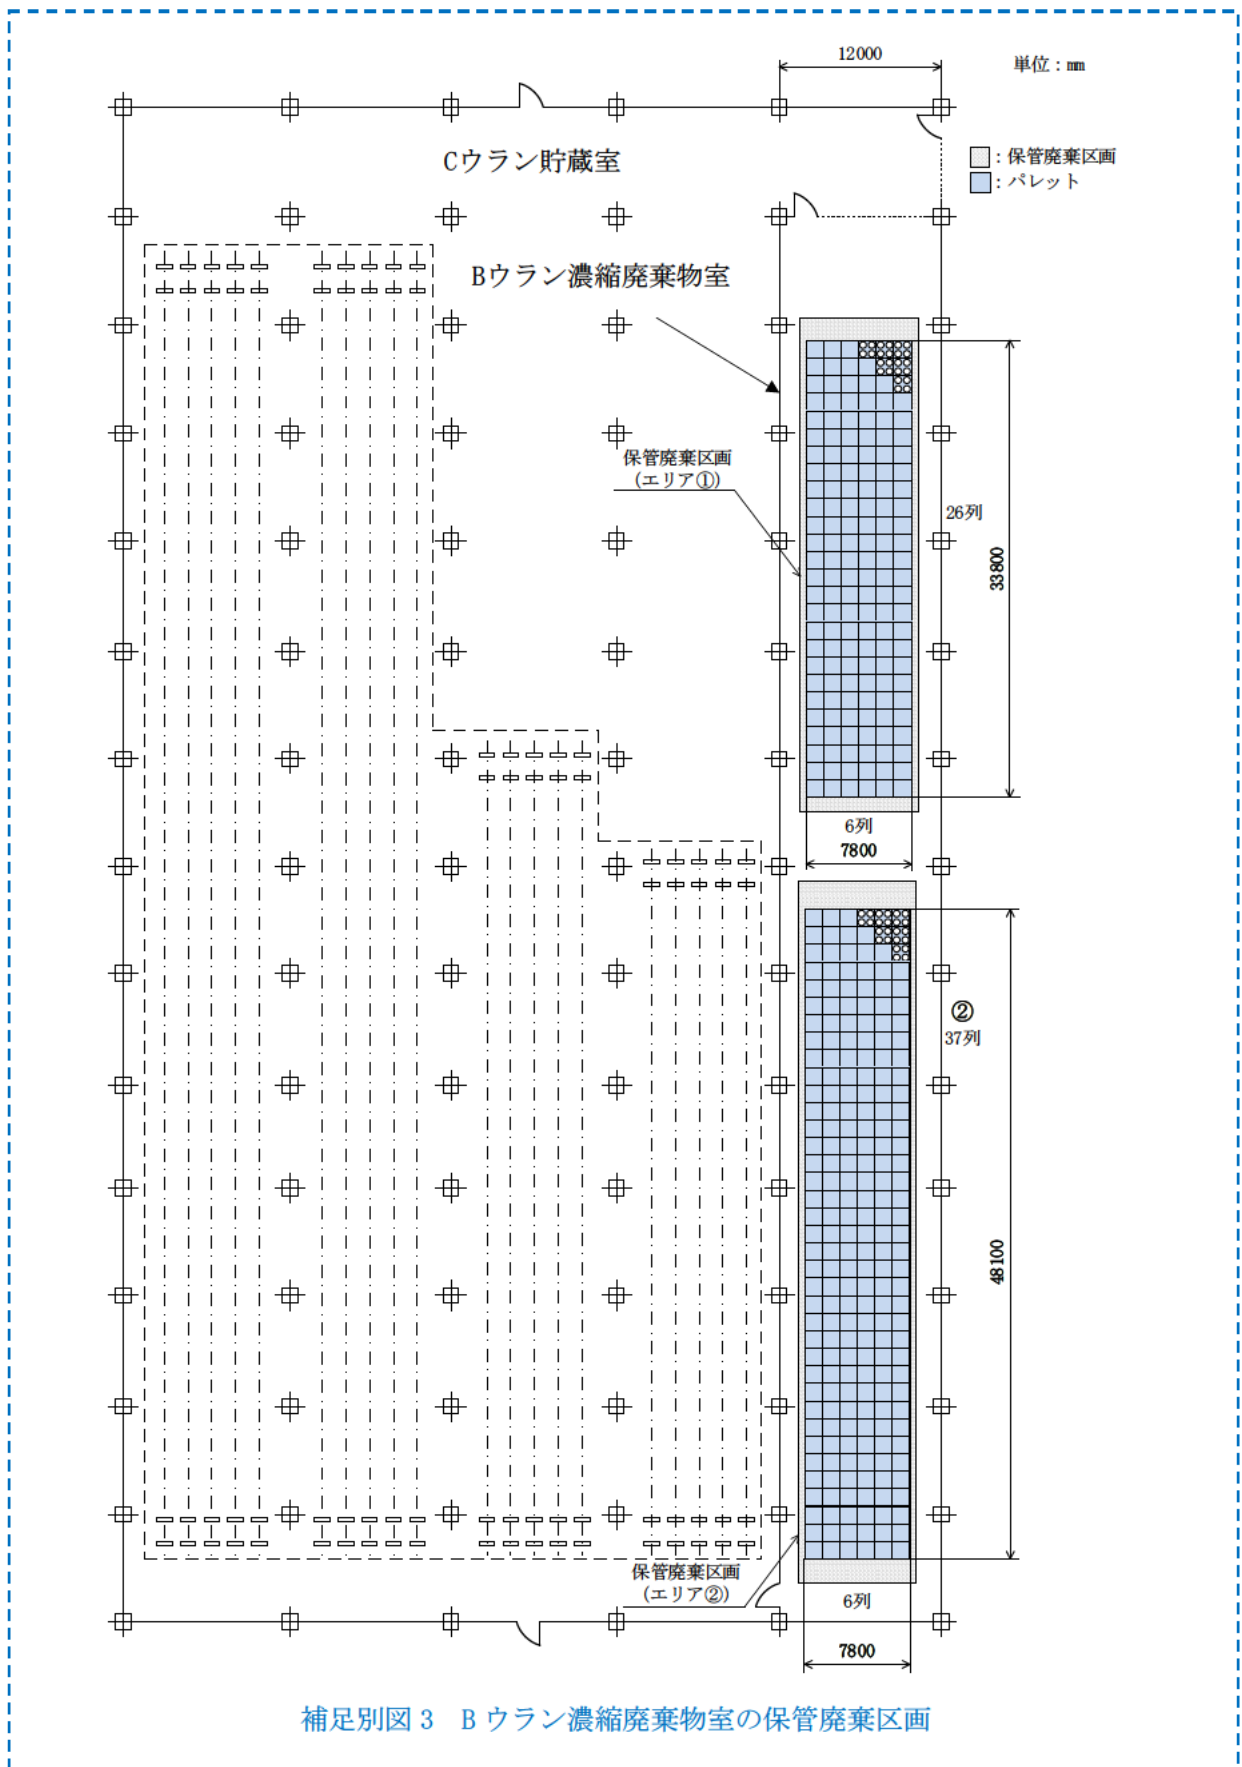 12000
単位：㎜
Cウラン貯蔵室
：保管廃棄区画
：パレット
Bウラン濃縮廃棄物室
保管廃棄区画
(エリア①)
26列
33800
6列
7800
②
37列
48100
保管廃棄区画
(エリア②)
6列
7800
補足別図 3　B ウラン濃縮廃棄物室の保管廃棄区画